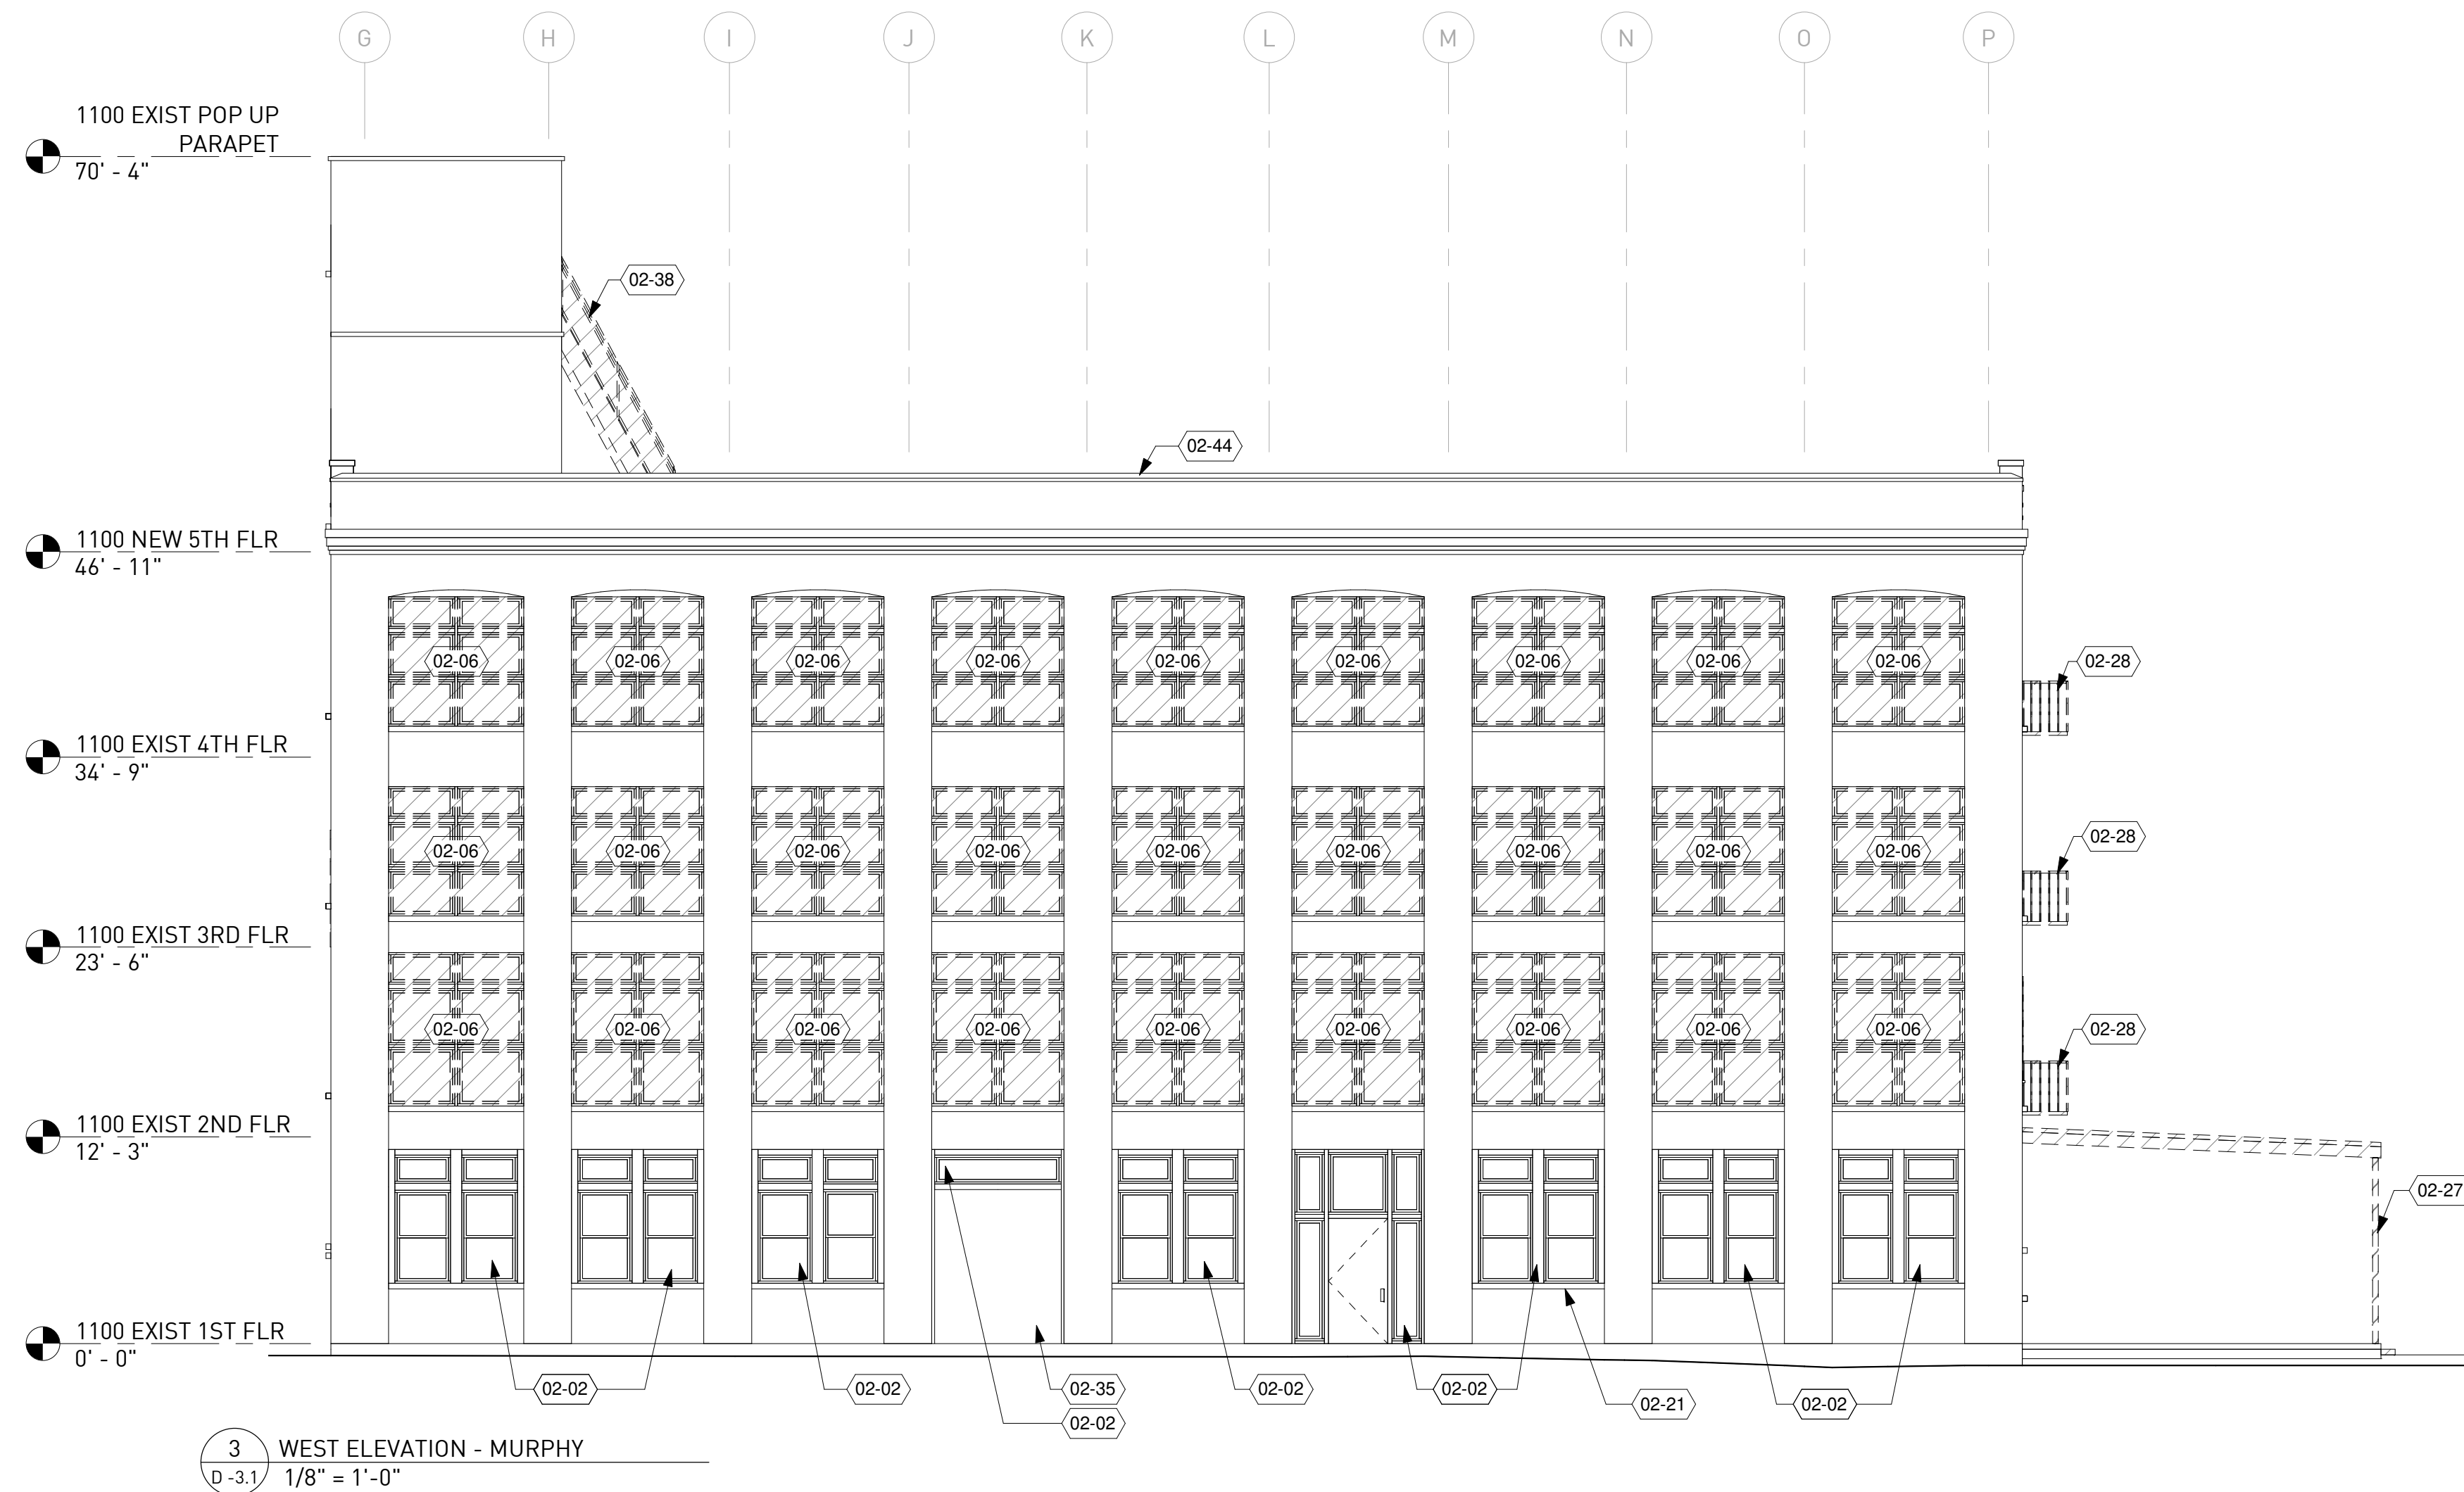 G H I J K L M N O P
1100 EXIST POP UP
PARAPET
70' - 4"
02-38
02-44
1100 NEW 5TH FLR
46' - 11"
02-06 02-06 02-06 02-06 02-06 02-06 02-06 02-06 02-06 02-28
1100 EXIST 4TH FLR
34' - 9"
02-28
02-06 02-06 02-06 02-06 02-06 02-06 02-06 02-06 02-06
1100 EXIST 3RD FLR
23' - 6"
02-06 02-06 02-06 02-06 02-06 02-06 02-06 02-06 02-06 02-28
1100 EXIST 2ND FLR
12' - 3"
02-27
1100 EXIST 1ST FLR
0' - 0"
02-02 02-02 02-35 02-02 02-02 02-21 02-02
02-02
3 WEST ELEVATION - MURPHY
D -3.1 1/8" = 1'-0"